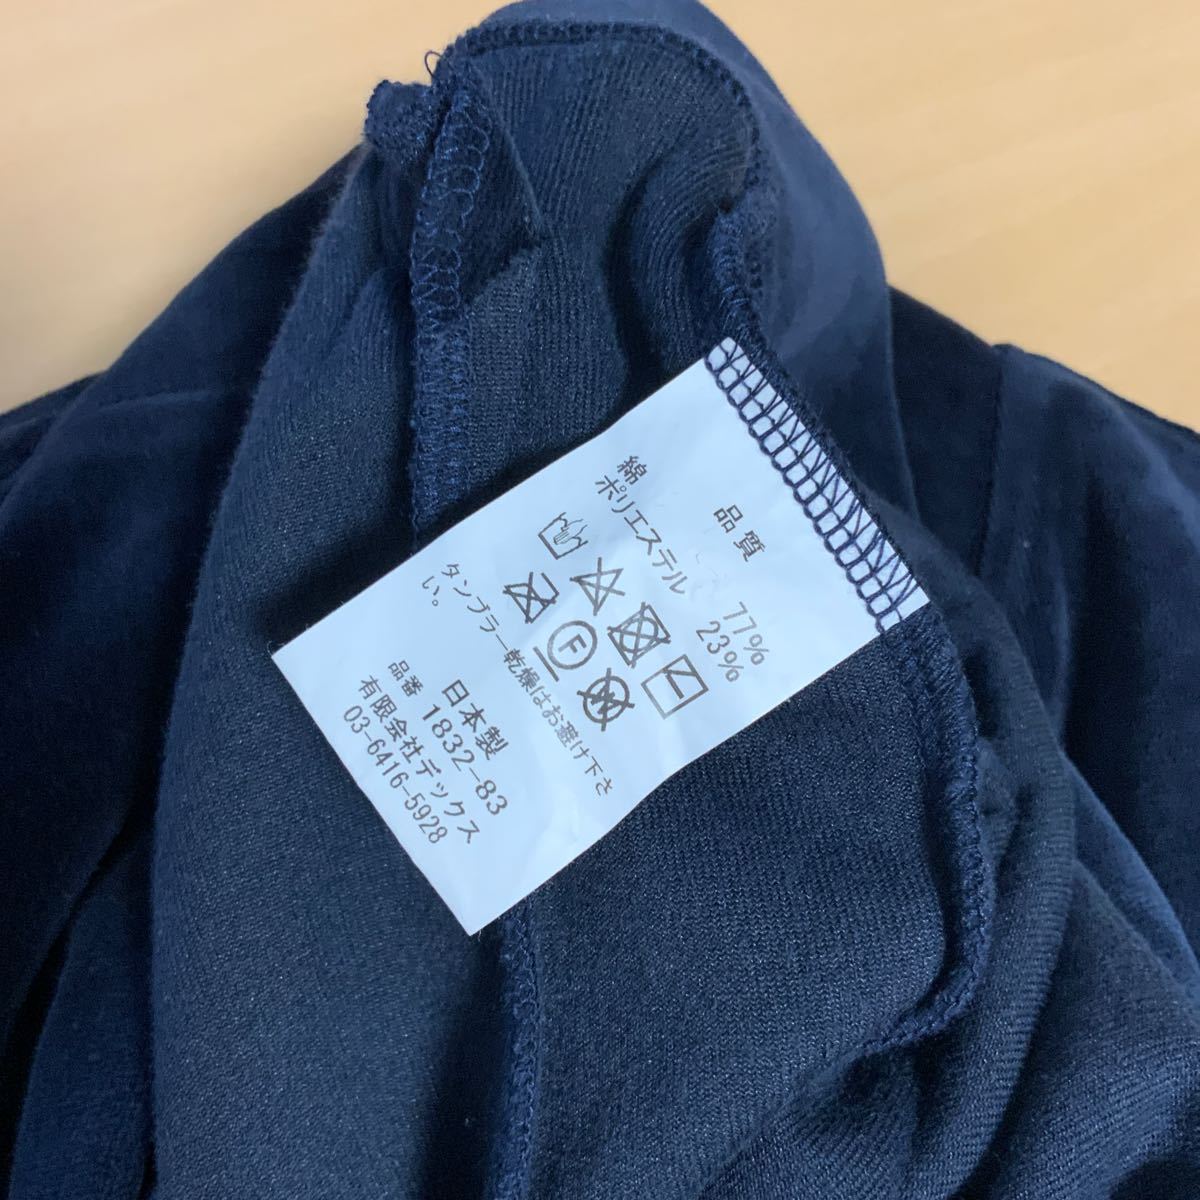 品質
綿 77%
ポリエステル 23%
F
W
タンブラー乾燥はお避け下さ
い。
日本製
品番 1832-83
有限会社デックス
03-6416-5928